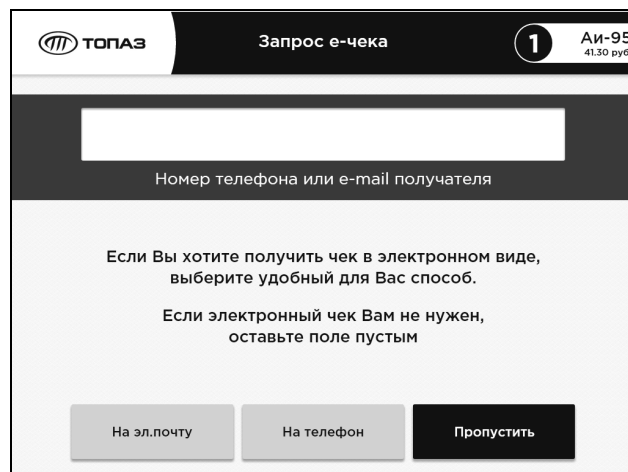 ТОПАЗ
Запрос е-чека
1
Аи-95
41.30 руб
Номер телефона или e-mail получателя
Если Вы хотите получить чек в электронном виде,
выберите удобный для Вас способ.
Если электронный чек Вам не нужен,
оставьте поле пустым
На эл.почту
На телефон
Пропустить